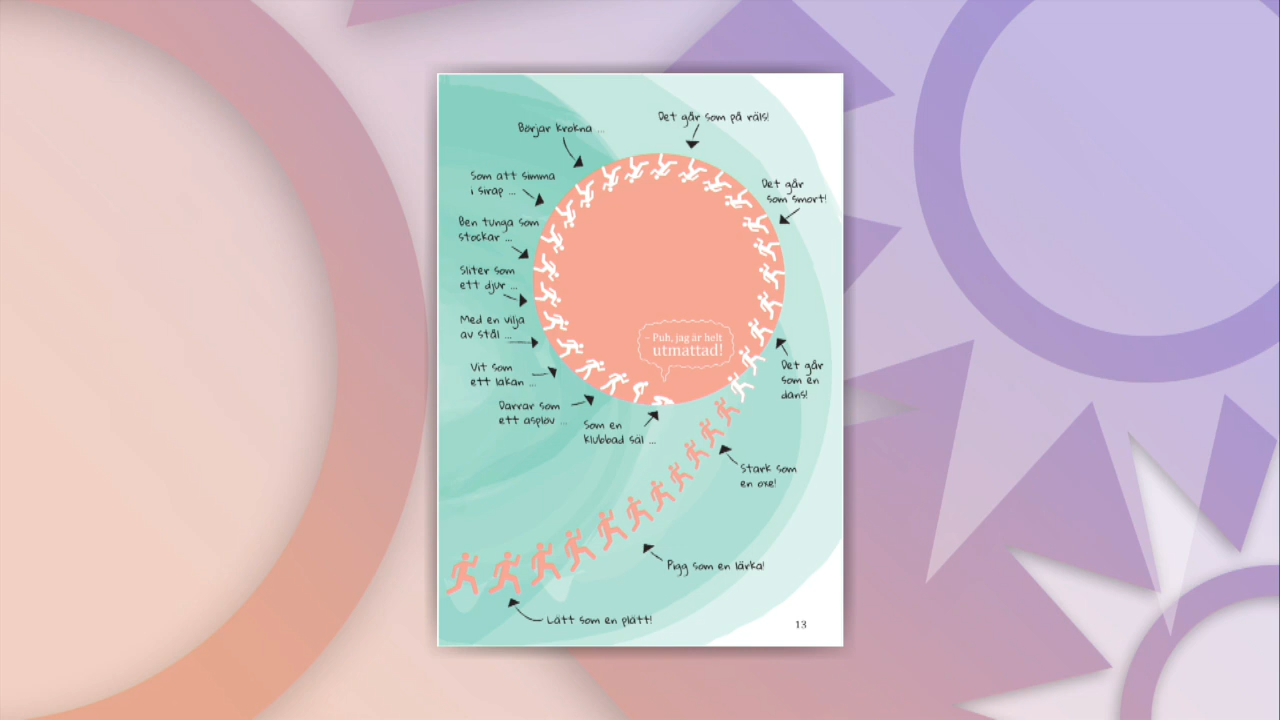 Börjar krokna ...
Det går som på räls!
Som att simma
i sirap ...
Det går
som smort!
Ben tunga som
stockar ...
Sliter som
ett djur ...
Med en vilja
av stål ...
– Puh, jag är helt
utmattad!
Vit som
ett lakan ...
Det går
som en
dans!
Darrar som
ett asplöv ...
Som en
klubbad säl ...
Stark som
en oxe!
Pigg som en lärka!
Lätt som en plätt!
13